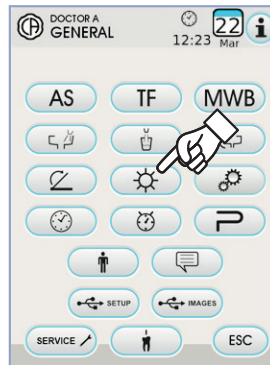 DOCTOR A
GENERAL
12:23
22
Mar
i
AS TF MWB
SETUP IMAGES
SERVICE ESC